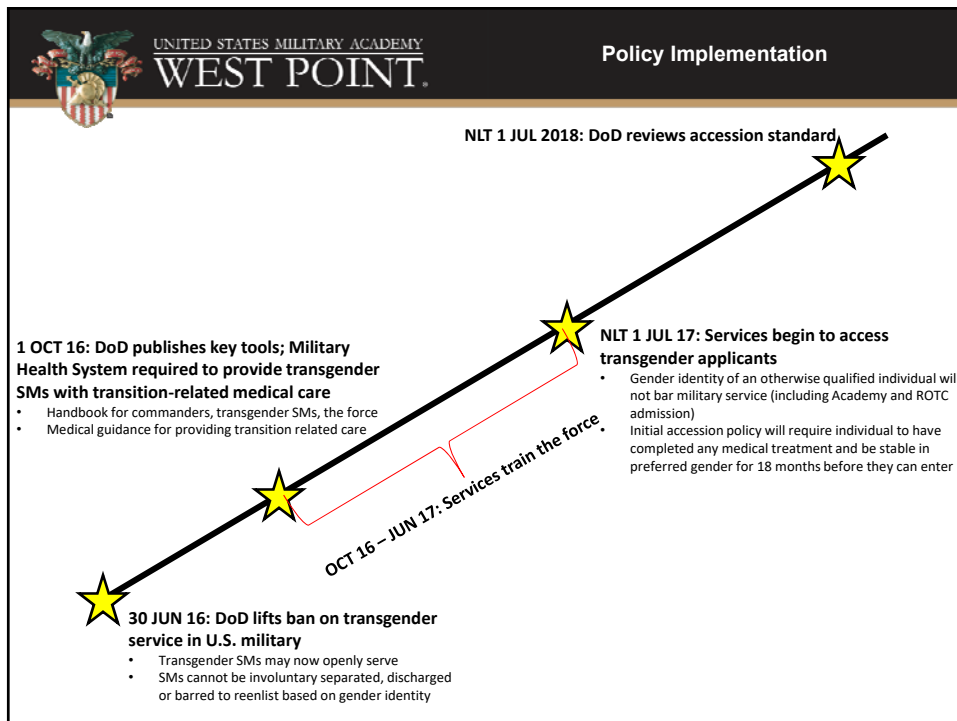 UNITED STATES MILITARY ACADEMY
WEST POINT.
Policy Implementation
NLT 1 JUL 2018: DoD reviews accession standard
1 OCT 16: DoD publishes key tools; Military
Health System required to provide transgender
SMs with transition-related medical care
• Handbook for commanders, transgender SMs, the force
• Medical guidance for providing transition related care
NLT 1 JUL 17: Services begin to access
transgender applicants
• Gender identity of an otherwise qualified individual wil
not bar military service (including Academy and ROTC
admission)
• Initial accession policy will require individual to have
completed any medical treatment and be stable in
preferred gender for 18 months before they can enter
OCT 16 – JUN 17: Services train the force
30 JUN 16: DoD lifts ban on transgender
service in U.S. military
• Transgender SMs may now openly serve
• SMs cannot be involuntary separated, discharged
or barred to reenlist based on gender identity